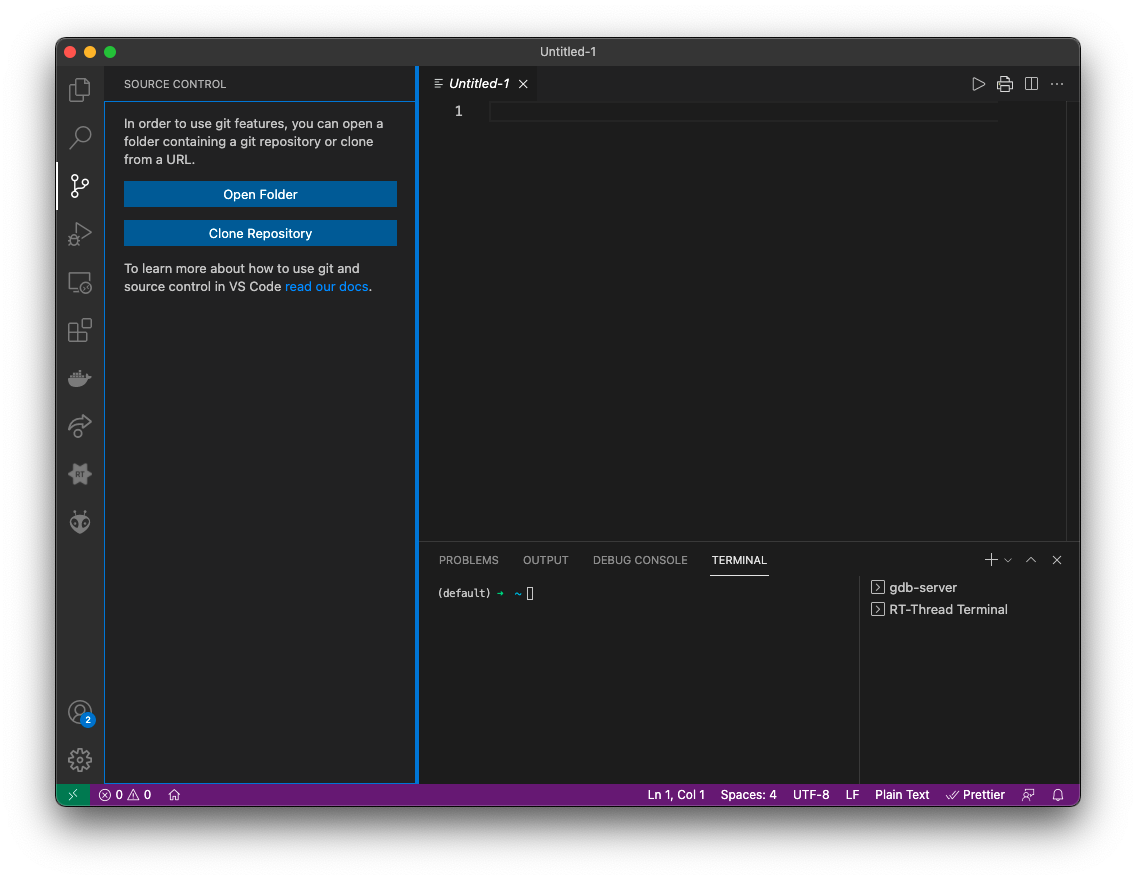 Untitled-1
SOURCE CONTROL
In order to use git features, you can open a
folder containing a git repository or clone
from a URL.
Open Folder
Clone Repository
To learn more about how to use git and
source control in VS Code read our docs.
RT
2
Untitled-1
1
PROBLEMS OUTPUT DEBUG CONSOLE TERMINAL
(default) ➜ ~
gdb-server
RT-Thread Terminal
0 0
Ln 1, Col 1 Spaces: 4 UTF-8 LF Plain Text Prettier